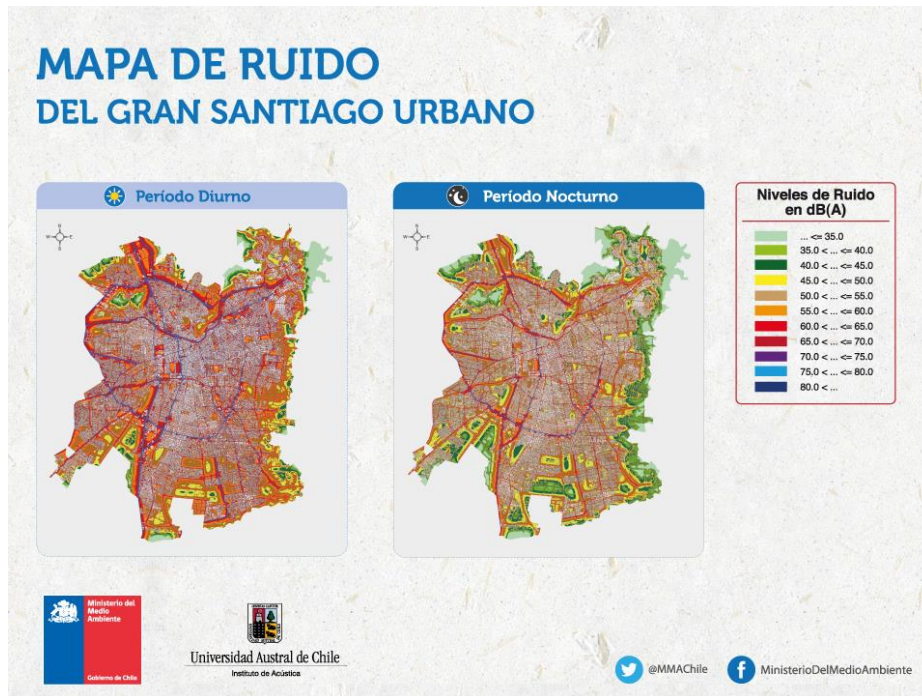 MAPA DE RUIDO
DEL GRAN SANTIAGO URBANO
Período Diurno
Período Nocturno
Niveles de Ruido
en dB(A)
... <= 35.0
35.0 < ... <= 40.0
40.0 < ... <= 45.0
45.0 < ... <= 50.0
50.0 < ... <= 55.0
55.0 < ... <= 60.0
60.0 < ... <= 65.0
65.0 < ... <= 70.0
70.0 < ... <= 75.0
75.0 < ... <= 80.0
80.0 < ...
Ministerio del
Medio
Ambiente
Gobierno de Chile
Universidad Austral de Chile
Instituto de Acústica
@MMAChile
MinisterioDelMedioAmbiente